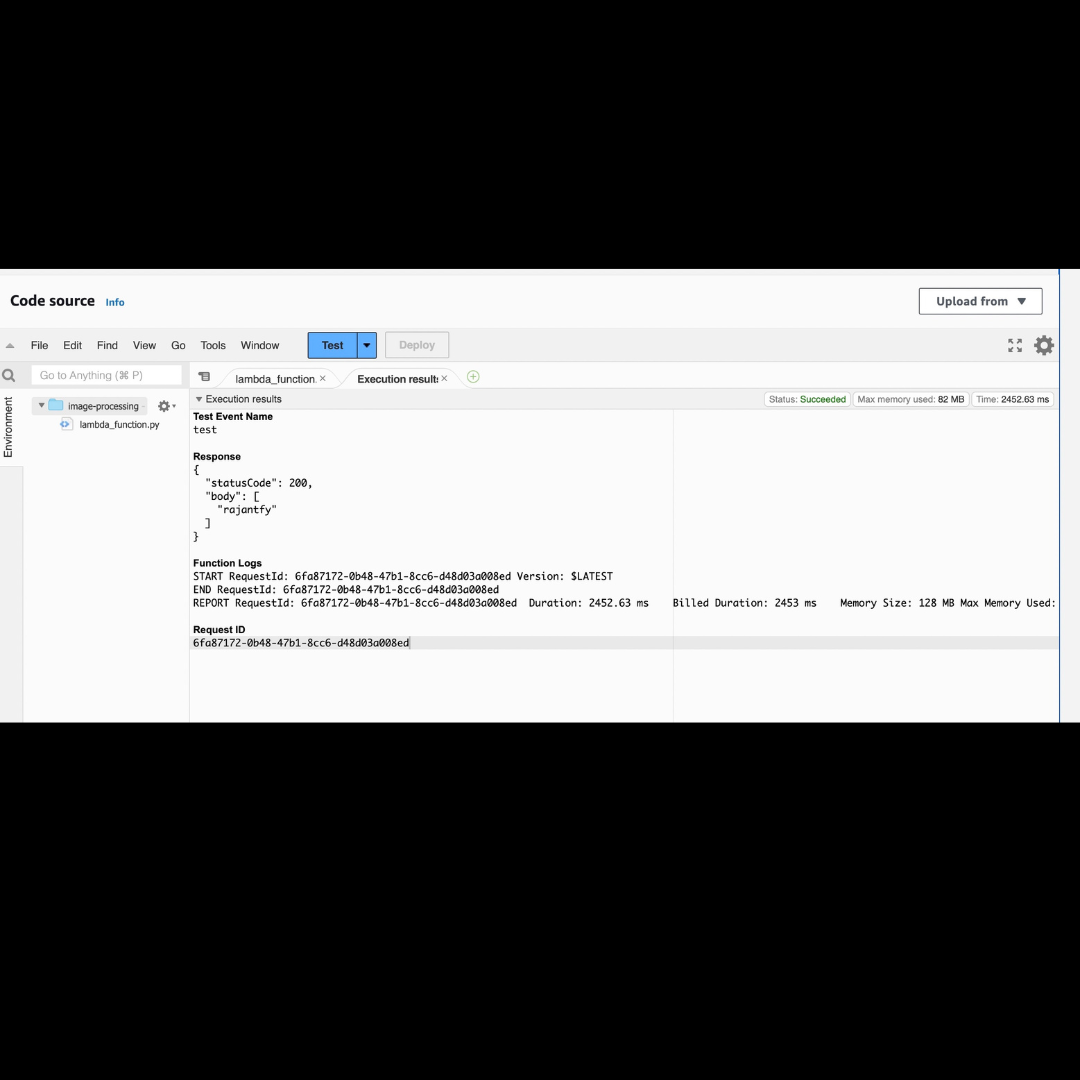 Code source Info
Upload from
File Edit Find View Go Tools Window Test Deploy
Go to Anything (⌘ P)
lambda_function.
Execution results
Environment
image-processing
lambda_function.py
Execution results
Status: Succeeded Max memory used: 82 MB Time: 2452.63 ms
Test Event Name
test
Response
{
"statusCode": 200,
"body": [
"rajantfy"
]
}
Function Logs
START RequestId: 6fa87172-0b48-47b1-8cc6-d48d03a008ed Version: $LATEST
END RequestId: 6fa87172-0b48-47b1-8cc6-d48d03a008ed
REPORT RequestId: 6fa87172-0b48-47b1-8cc6-d48d03a008ed Duration: 2452.63 ms Billed Duration: 2453 ms Memory Size: 128 MB Max Memory Used:
Request ID
6fa87172-0b48-47b1-8cc6-d48d03a008ed